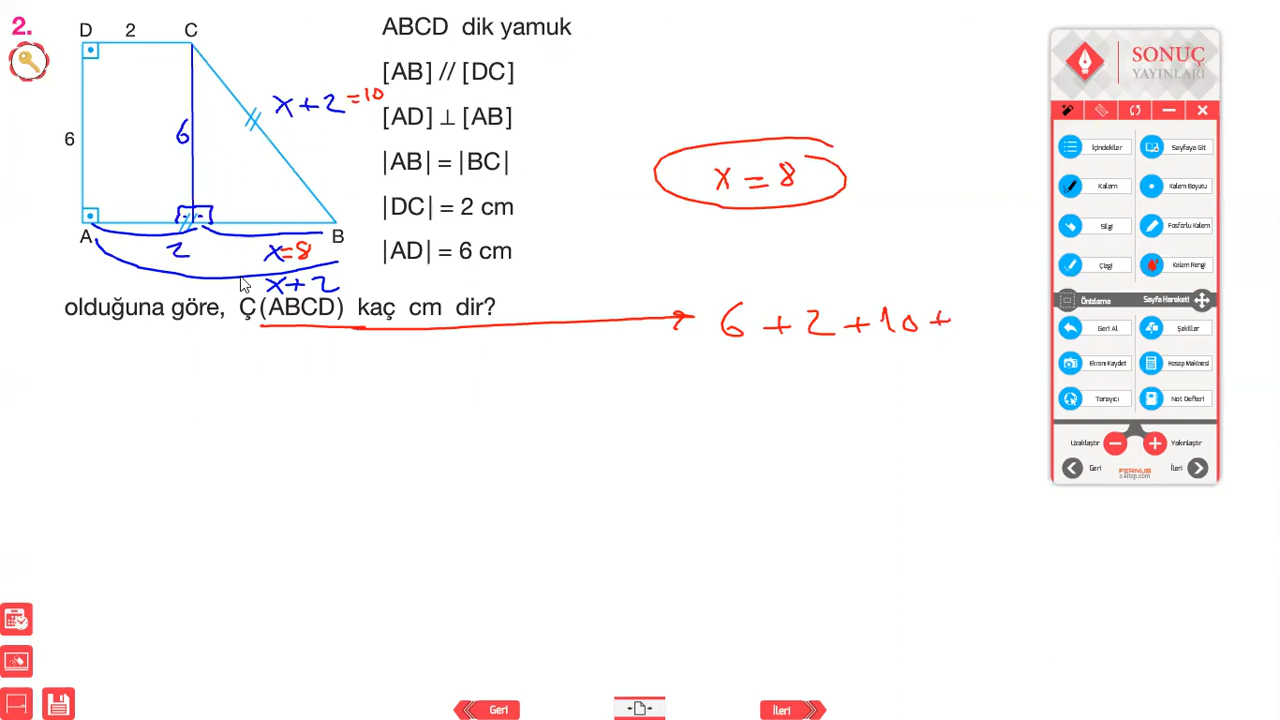 2.
D 2 C
ABCD dik yamuk
[AB] // [DC]
x+2 =10
[AD] ⊥ [AB]
6
6
|AB| = |BC|
x = 8
|DC| = 2 cm
A B
2 x=8
|AD| = 6 cm
x+2
olduğuna göre, Ç(ABCD) kaç cm dir?
6 + 2 + 10 +
SONUÇ
YAYINLARI
İçindekiler
Sayfaya Git
Kalem
Kalem Boyutu
Silgi
Fosforlu Kalem
Çizgi
Kalem Rengi
Önizleme
Sayfa Hareketi
Geri Al
Şekiller
Ekranı Kaydet
Hesap Makinesi
Tarayıcı
Not Defteri
Uzaklaştır
Yakınlaştır
Geri
FERNUS
z-kitap.com
İleri
Geri
İleri